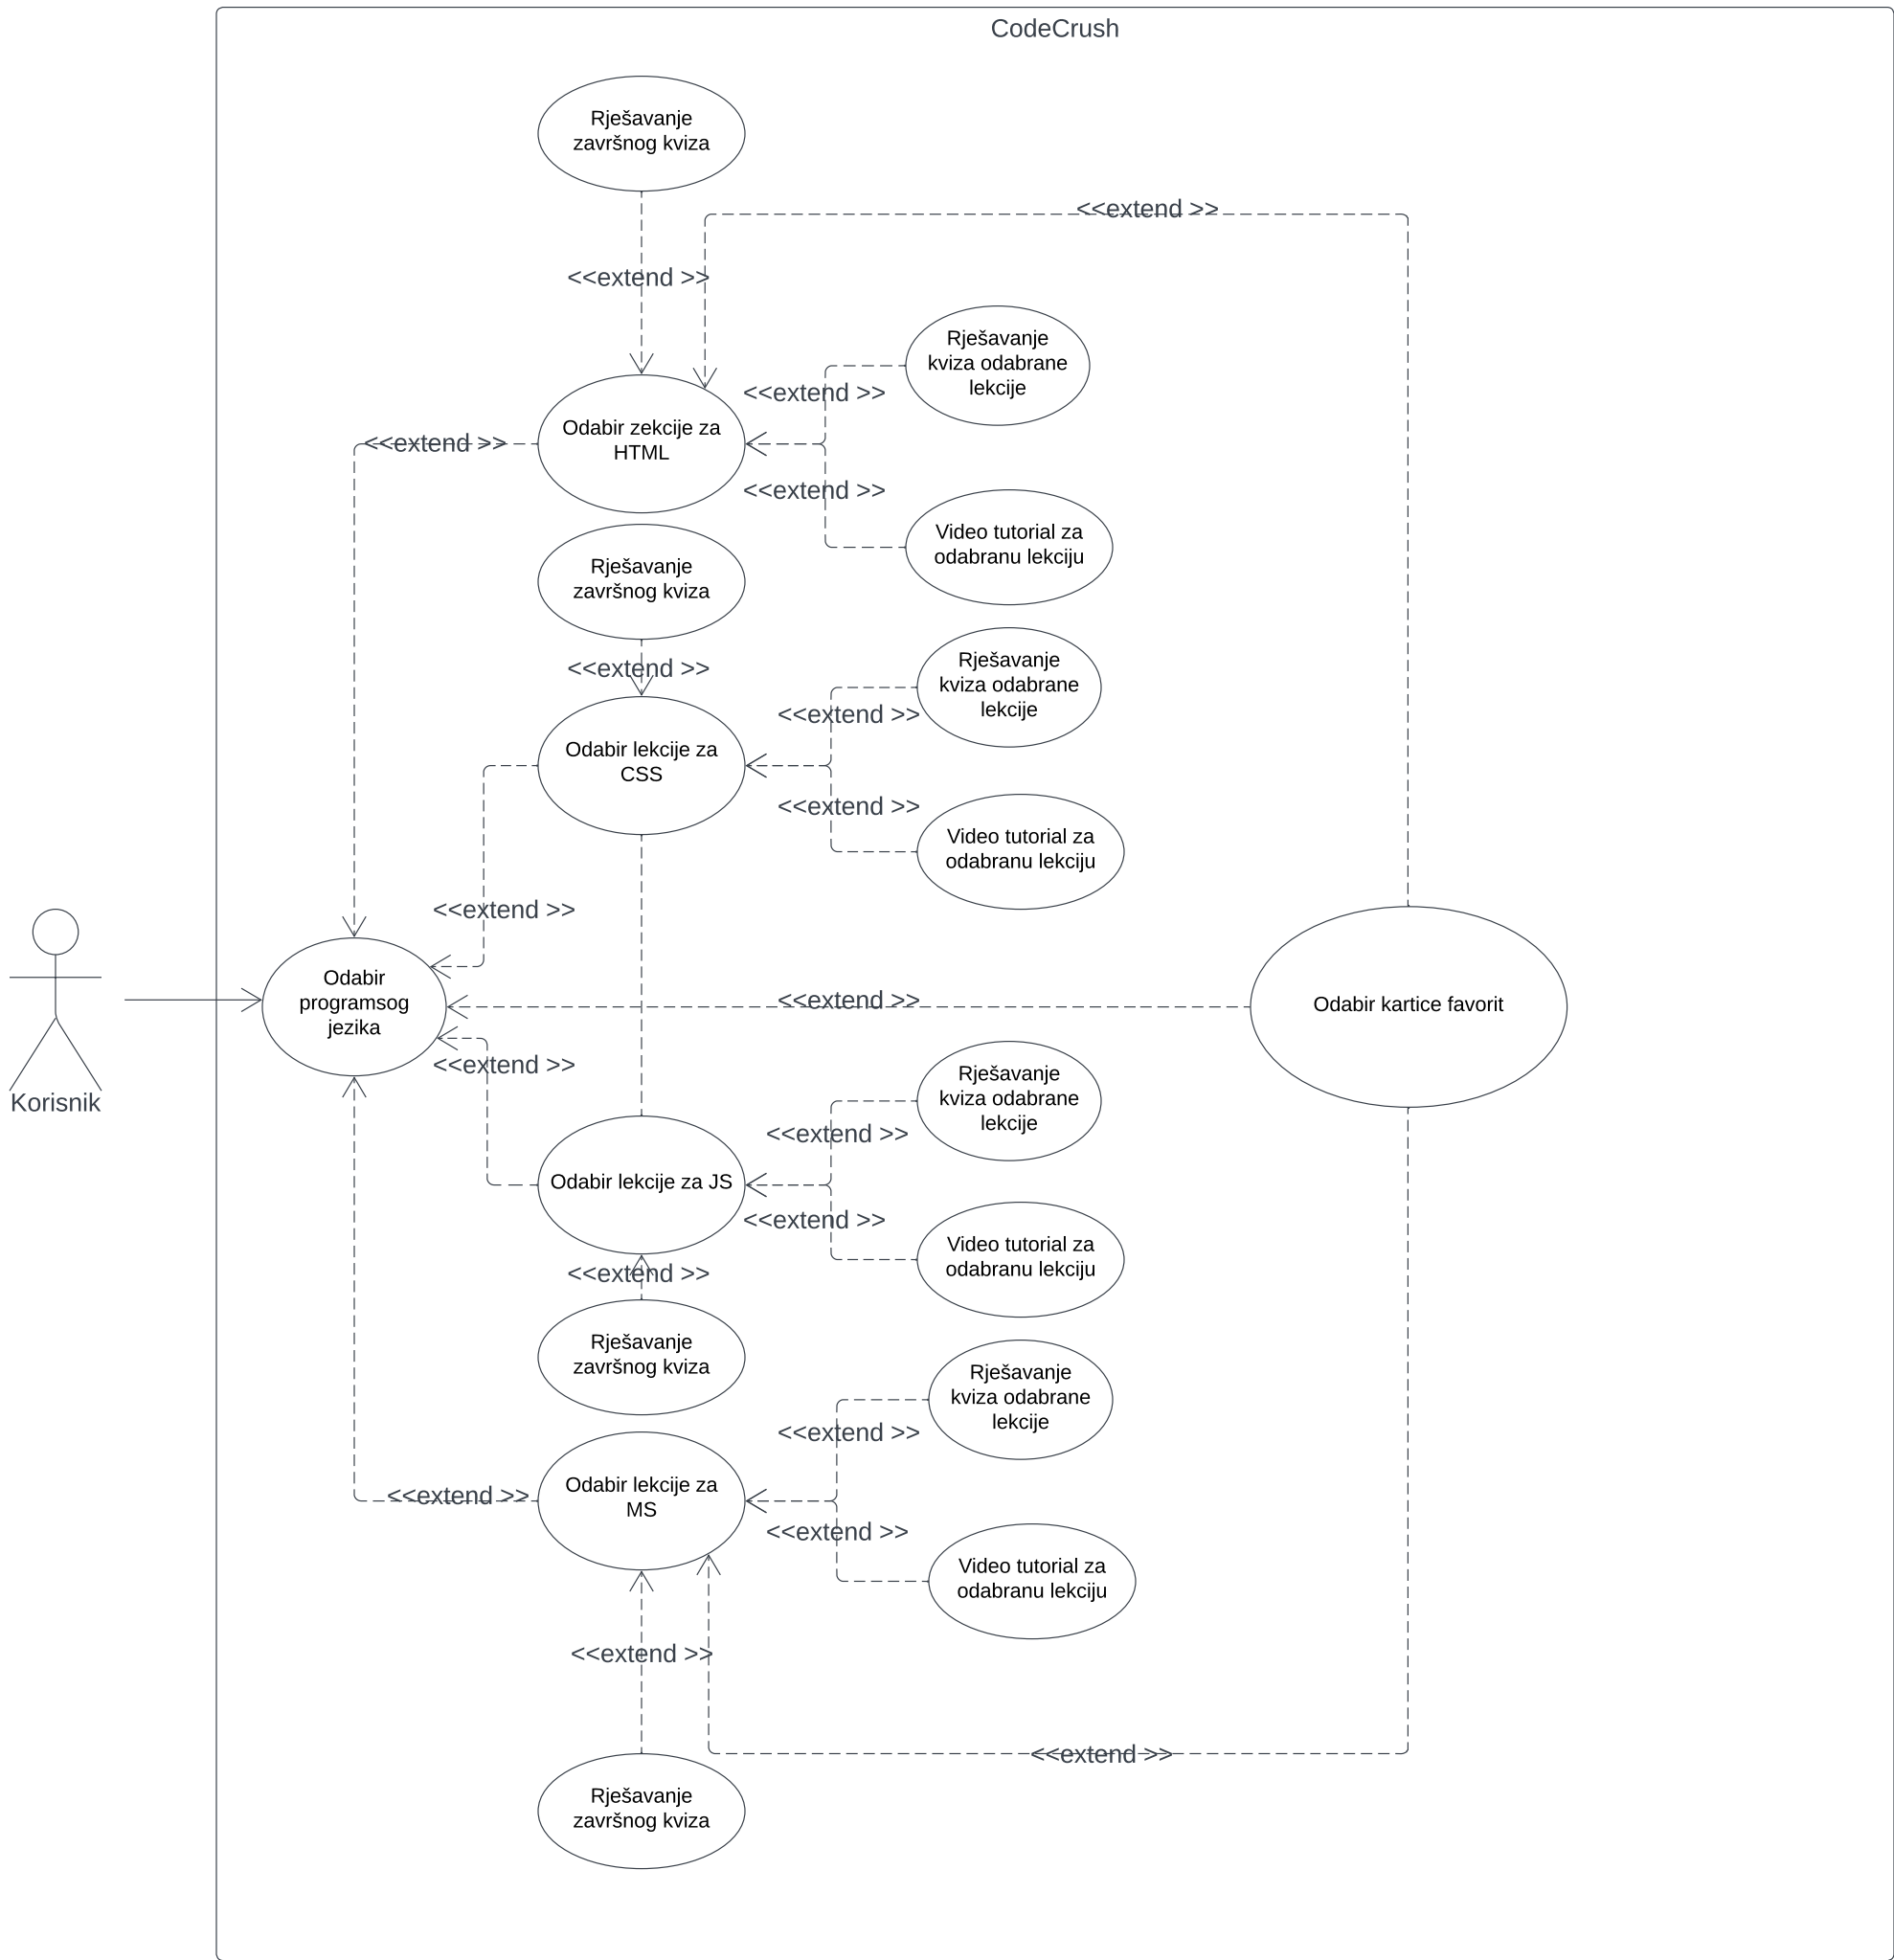 CodeCrush
Rješavanje
završnog kviza
<<extend >>
<<extend >>
Rješavanje
kviza odabrane
lekcije
<<extend >>
Odabir zekcije za
HTML
<<extend >>
<<extend >>
Video tutorial za
odabranu lekciju
Rješavanje
završnog kviza
<<extend >>
Rješavanje
kviza odabrane
lekcije
<<extend >>
Odabir lekcije za
CSS
<<extend >>
Video tutorial za
odabranu lekciju
<<extend >>
Odabir
programsog
jezika
<<extend >>
Odabir kartice favorit
Korisnik
<<extend >>
Rješavanje
kviza odabrane
lekcije
<<extend >>
Odabir lekcije za JS
<<extend >>
Video tutorial za
odabranu lekciju
<<extend >>
Rješavanje
završnog kviza
Rješavanje
kviza odabrane
lekcije
<<extend >>
Odabir lekcije za
MS
<<extend >>
<<extend >>
Video tutorial za
odabranu lekciju
<<extend >>
<<extend >>
Rješavanje
završnog kviza